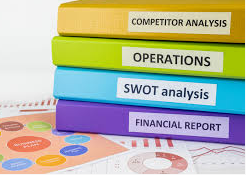 COMPETITOR ANALYSIS
OPERATIONS
SWOT analysis
FINANCIAL REPORT